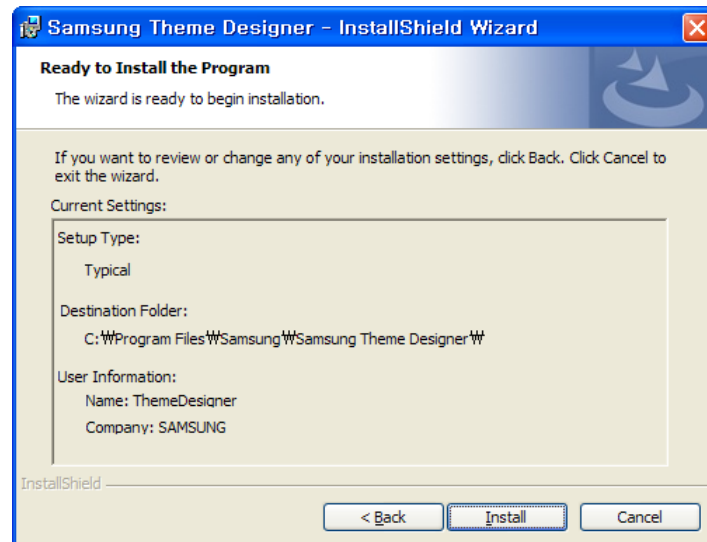 Samsung Theme Designer - InstallShield Wizard
Ready to Install the Program
The wizard is ready to begin installation.
If you want to review or change any of your installation settings, click Back. Click Cancel to
exit the wizard.
Current Settings:
Setup Type:
Typical
Destination Folder:
C:₩Program Files₩Samsung₩Samsung Theme Designer₩
User Information:
Name: ThemeDesigner
Company: SAMSUNG
InstallShield
< Back
Install
Cancel